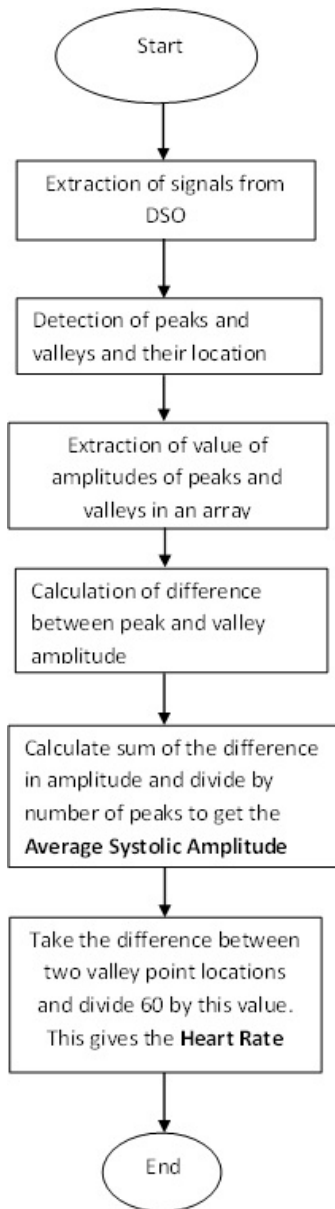 Start
Extraction of signals from
DSO
Detection of peaks and
valleys and their location
Extraction of value of
amplitudes of peaks and
valleys in an array
Calculation of difference
between peak and valley
amplitude
Calculate sum of the difference
in amplitude and divide by
number of peaks to get the
Average Systolic Amplitude
Take the difference between
two valley point locations
and divide 60 by this value.
This gives the Heart Rate
End